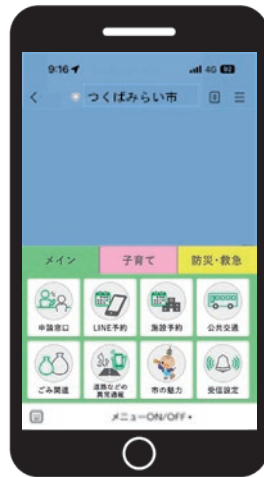 9:16 4G 92
つくばみらい市
メイン 子育て 防災・救急
申請窓口 LINE予約 施設予約 公共交通
ごみ関連 道路などの異常通報 市の魅力 受信設定
メニューON/OFF